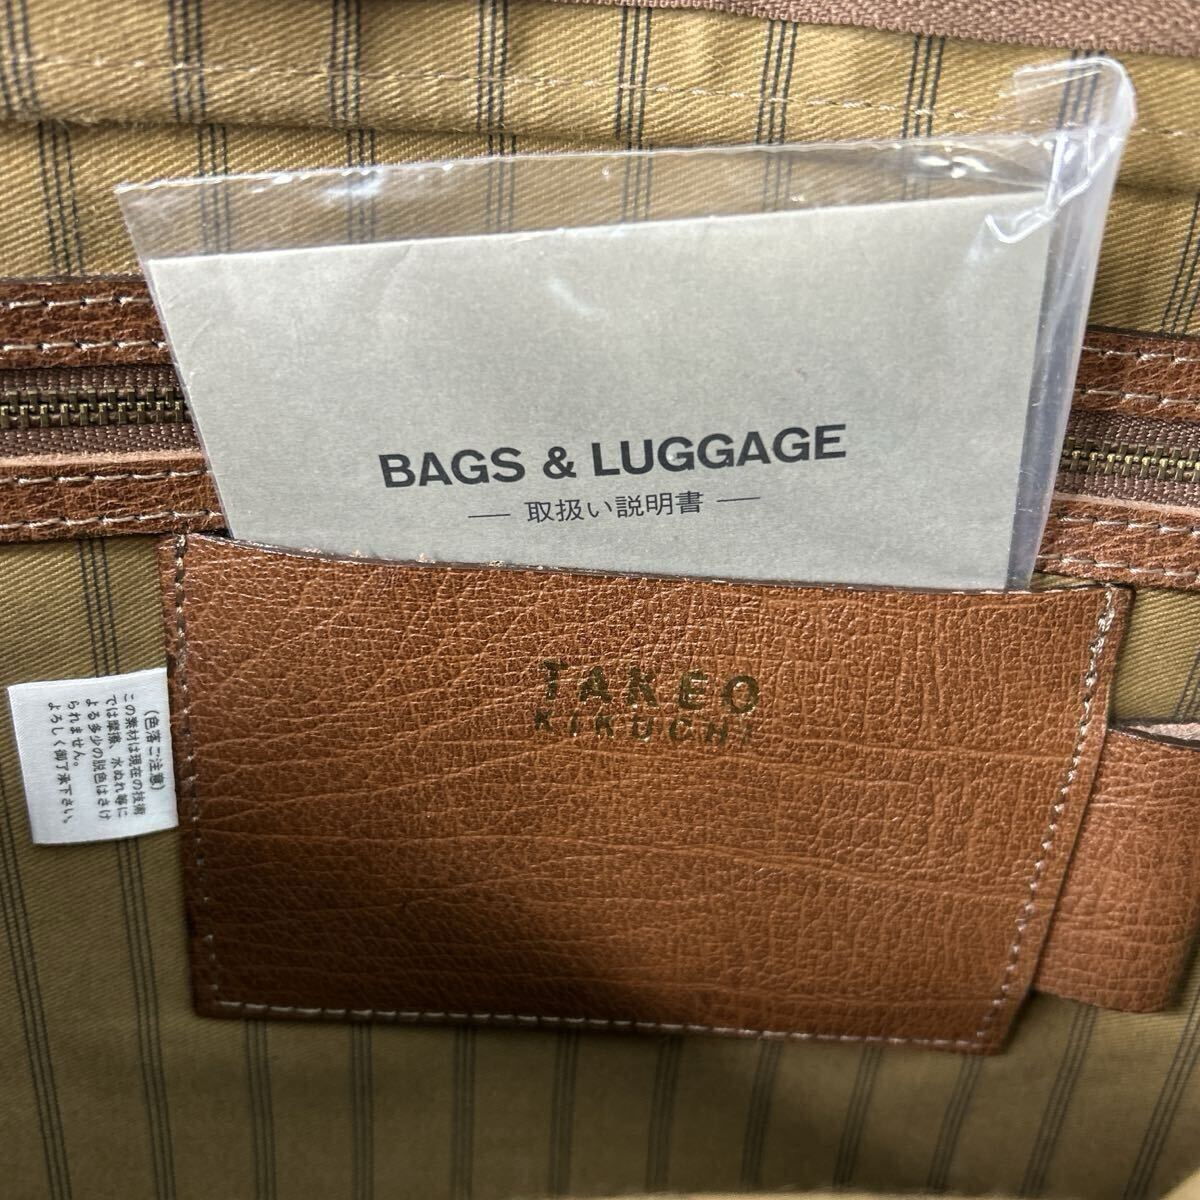 BAGS & LUGGAGE
— 取扱い説明書 —
TAKEO
KIKUCHI
(色落ご注意)
この素材は現在の技術
では摩擦、水ぬれ等に
よる多少の脱色はさけ
られません。
よろしく御了承下さい。